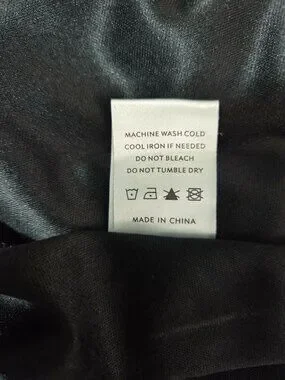 MACHINE WASH COLD
COOL IRON IF NEEDED
DO NOT BLEACH
DO NOT TUMBLE DRY
MADE IN CHINA